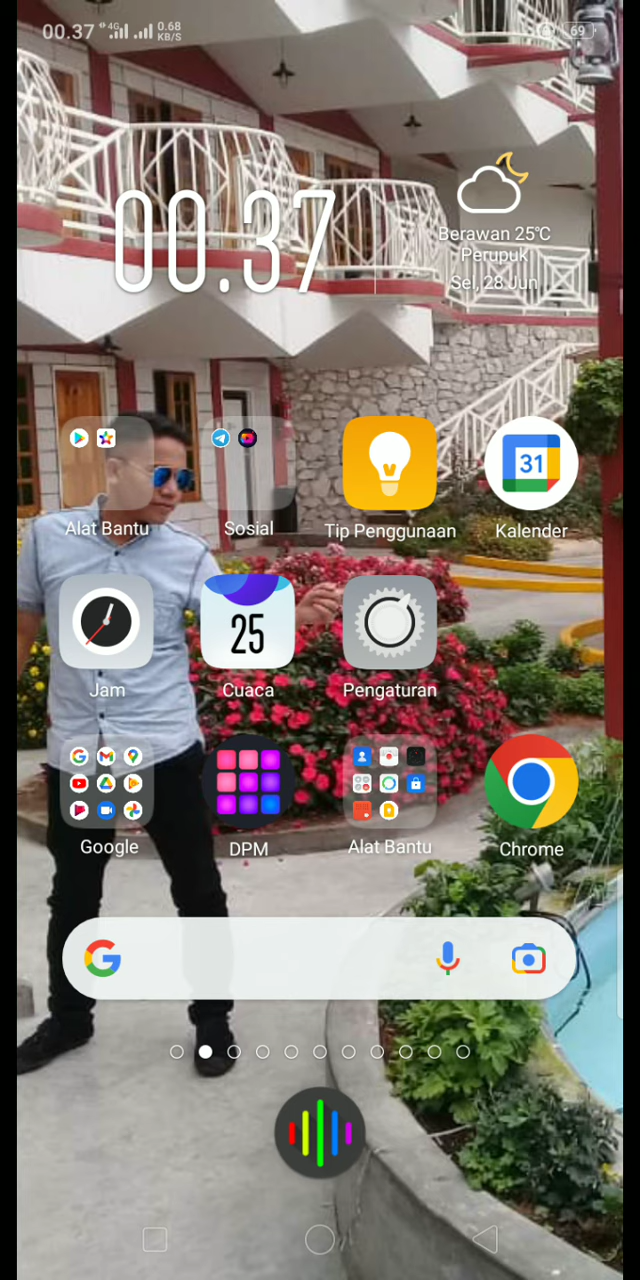 00.37 4G 0.68 KB/S 69
00.37
Berawan 25℃
Perupuk
Sel, 28 Jun
Alat Bantu Sosial Tip Penggunaan Kalender
31
25
Jam Cuaca Pengaturan
Google DPM Alat Bantu Chrome